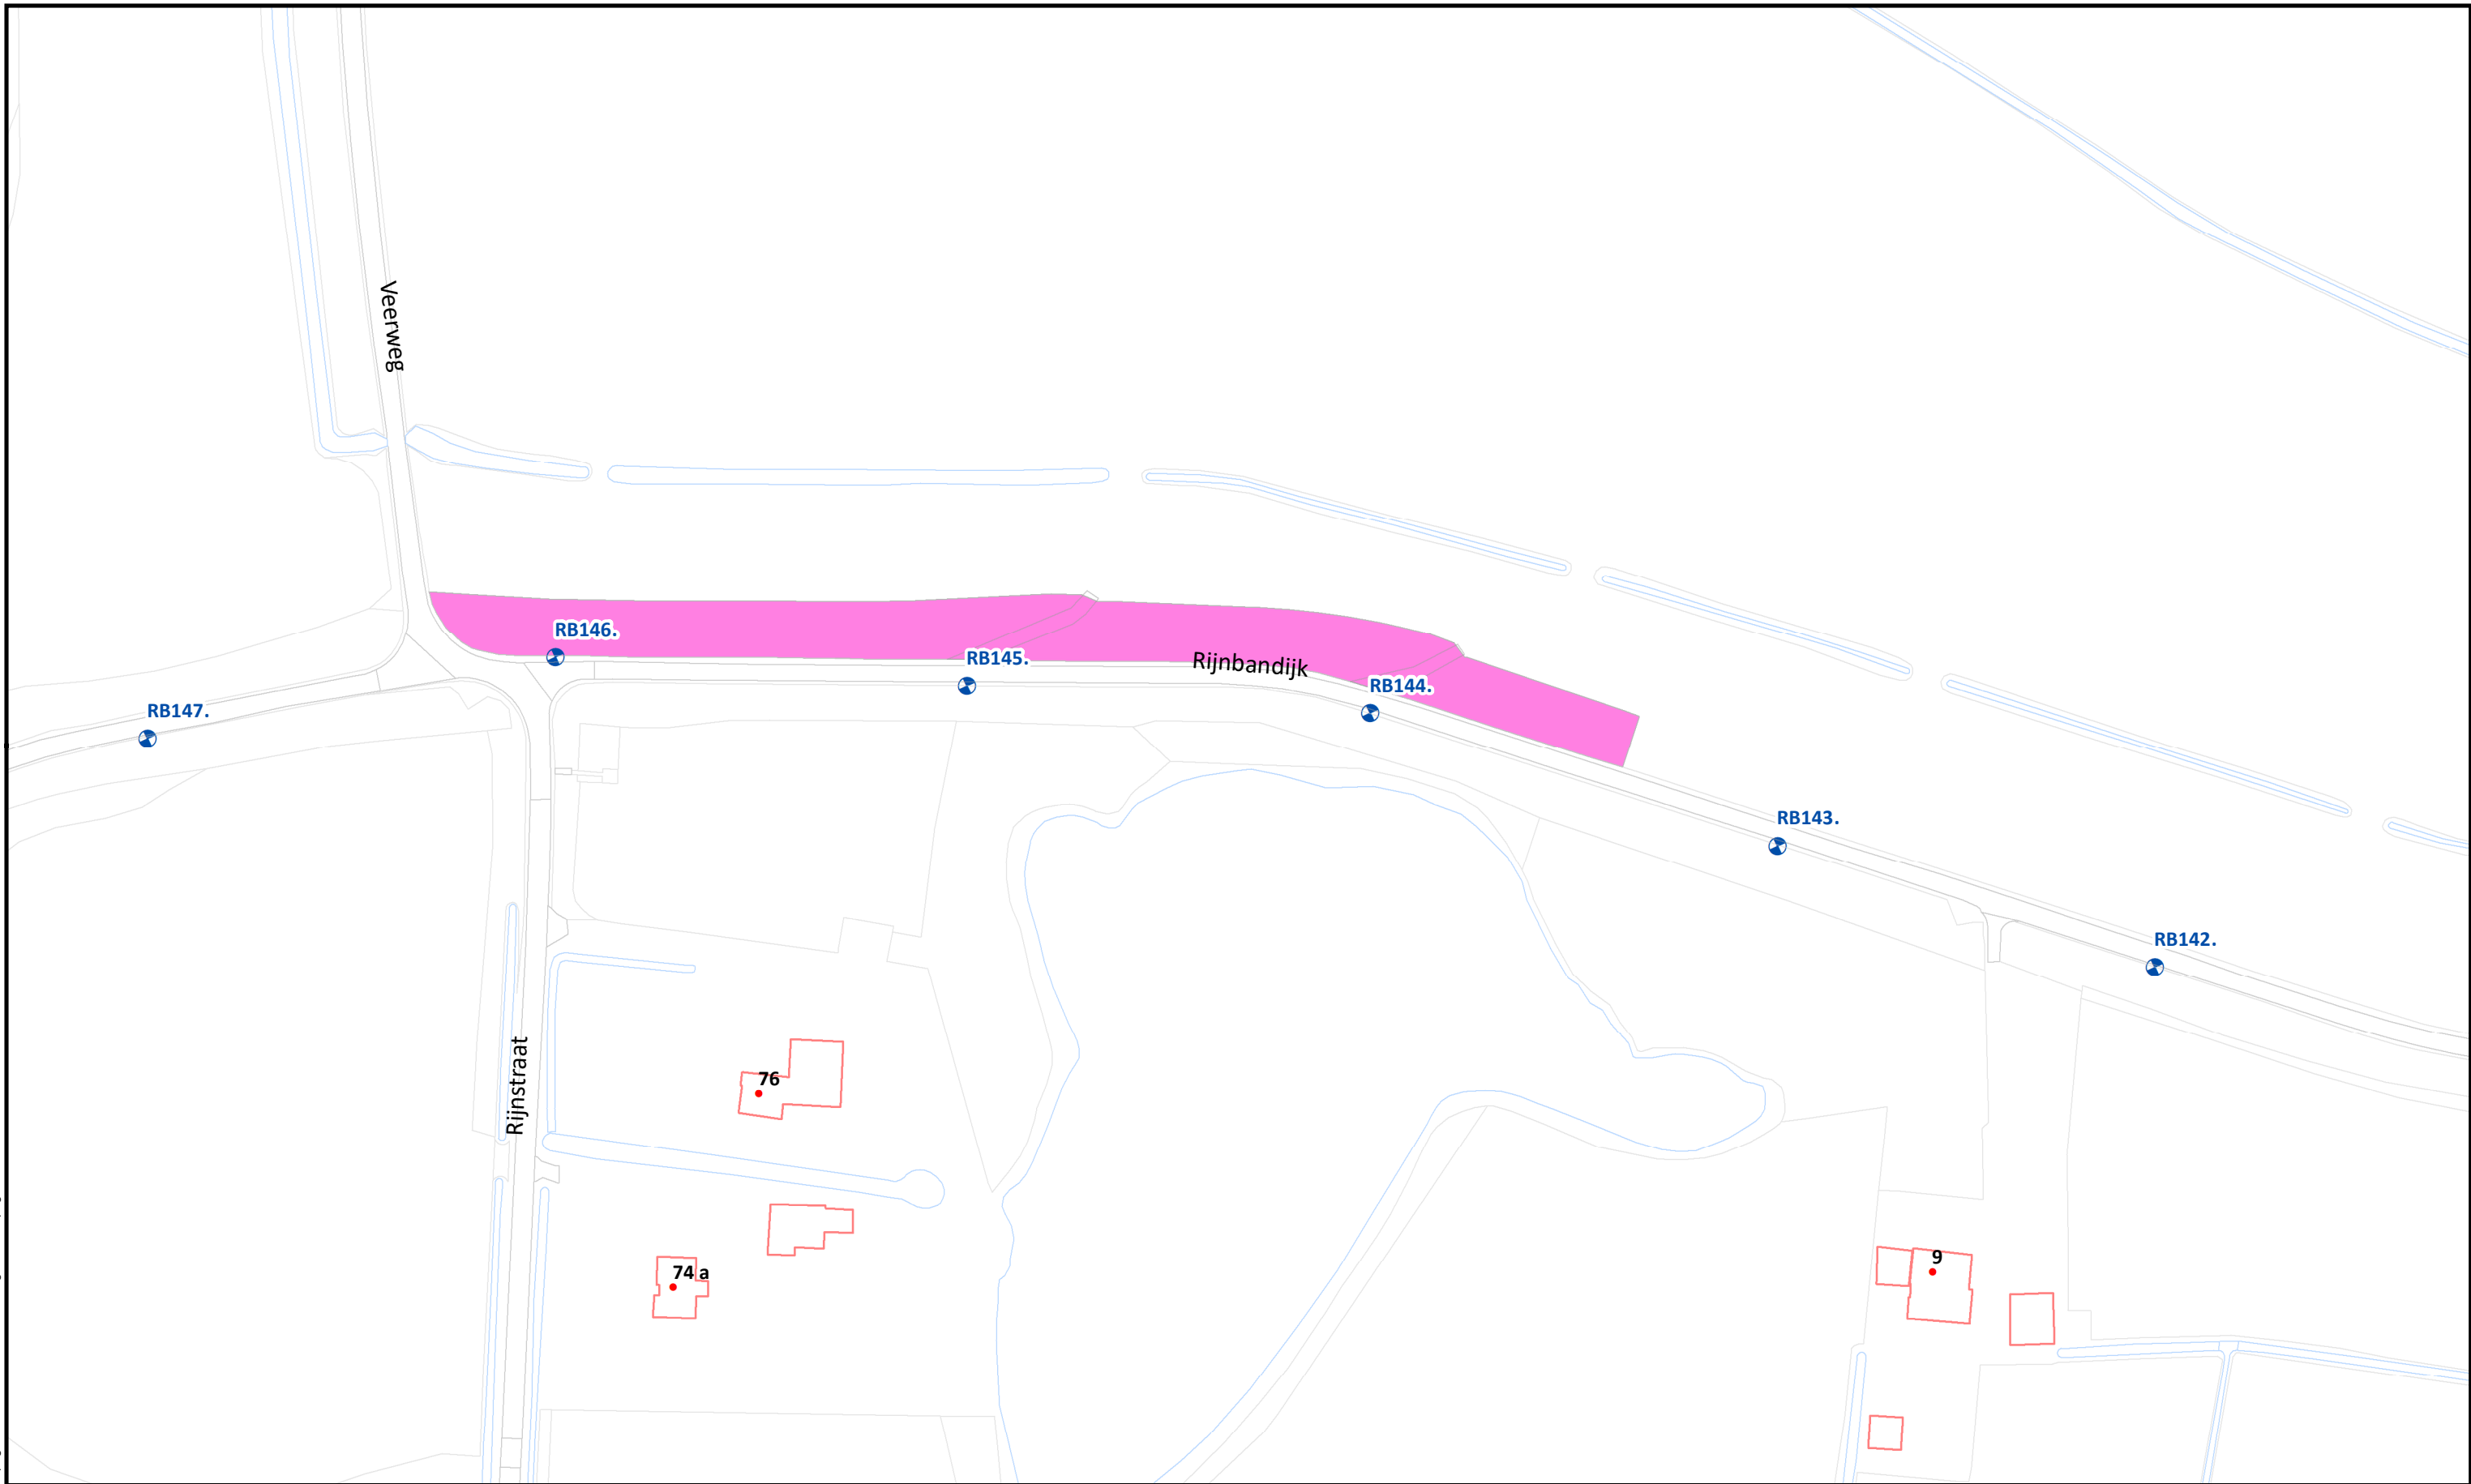 Veerweg
RB146.
RB145.
Rijnbandijk
RB144.
RB147.
RB143.
RB142.
Rijnstraat
76
74 a
9